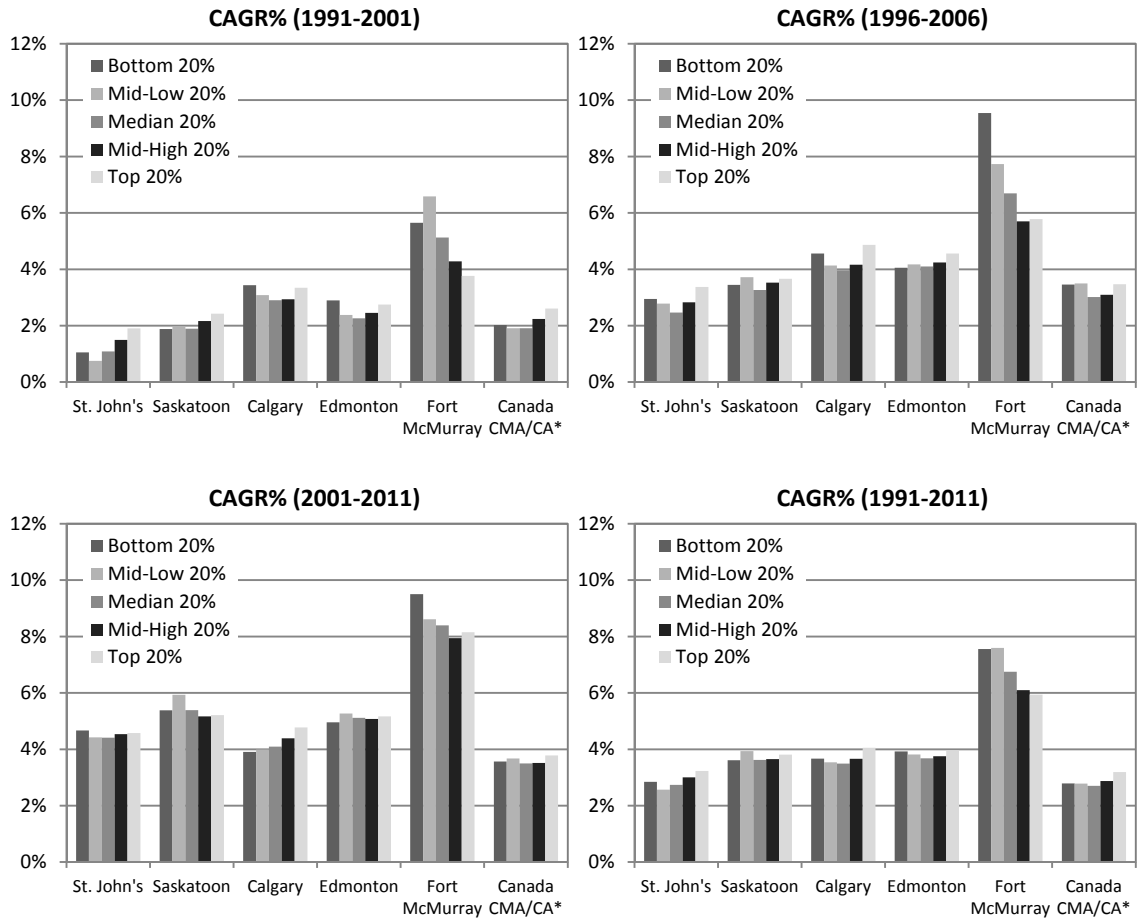 CAGR% (1991-2001)
12%
10%
8%
6%
4%
2%
0%
Bottom 20%
Mid-Low 20%
Median 20%
Mid-High 20%
Top 20%
St. John's Saskatoon Calgary Edmonton Fort McMurray Canada CMA/CA*
CAGR% (1996-2006)
12%
10%
8%
6%
4%
2%
0%
Bottom 20%
Mid-Low 20%
Median 20%
Mid-High 20%
Top 20%
St. John's Saskatoon Calgary Edmonton Fort McMurray Canada CMA/CA*
CAGR% (2001-2011)
12%
10%
8%
6%
4%
2%
0%
Bottom 20%
Mid-Low 20%
Median 20%
Mid-High 20%
Top 20%
St. John's Saskatoon Calgary Edmonton Fort McMurray Canada CMA/CA*
CAGR% (1991-2011)
12%
10%
8%
6%
4%
2%
0%
Bottom 20%
Mid-Low 20%
Median 20%
Mid-High 20%
Top 20%
St. John's Saskatoon Calgary Edmonton Fort McMurray Canada CMA/CA*